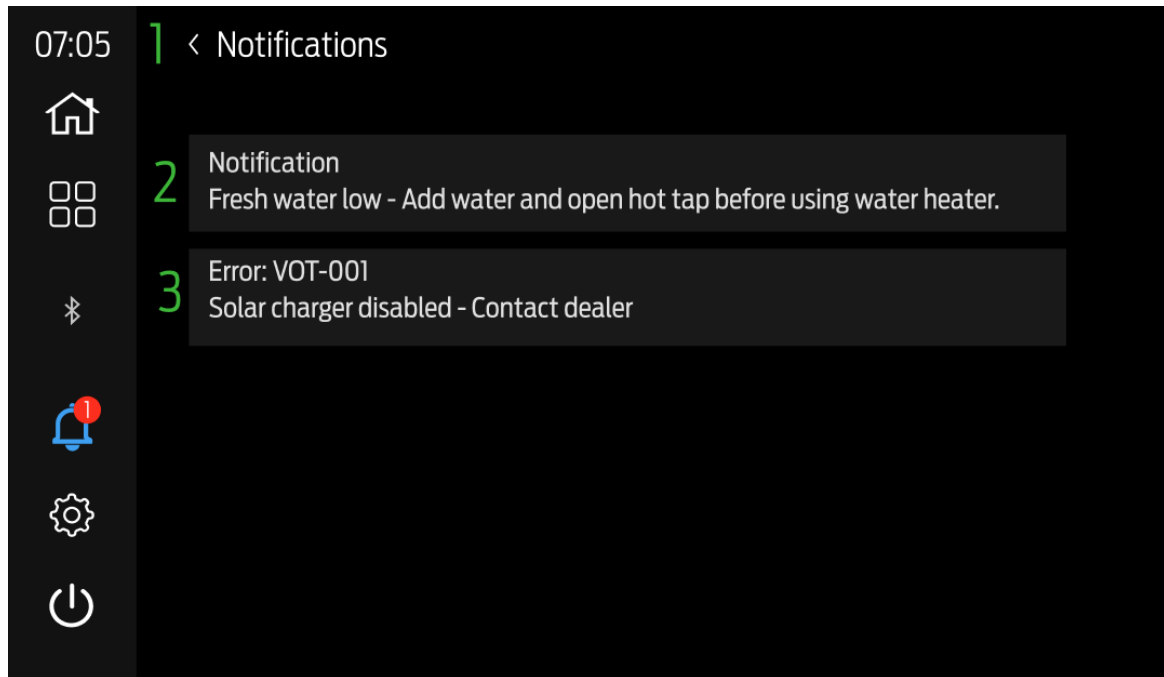 07:05
1 < Notifications
2
Notification
Fresh water low - Add water and open hot tap before using water heater.
3
Error: VOT-001
Solar charger disabled - Contact dealer
1